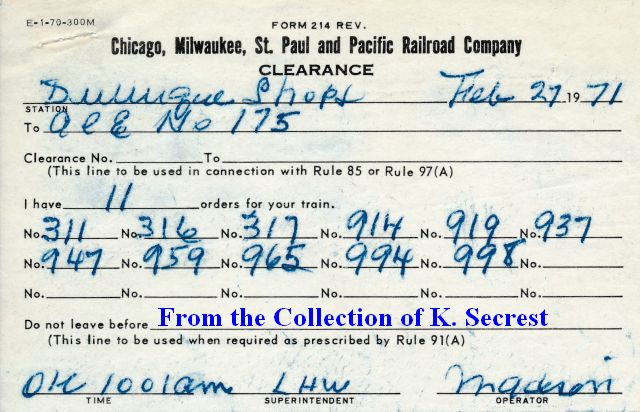 E-1-70-300M
FORM 214 REV.
Chicago, Milwaukee, St. Paul and Pacific Railroad Company
CLEARANCE
Dubuque Shops Feb 27 19 71
STATION
To C&E No 175
Clearance No. To
(This line to be used in connection with Rule 85 or Rule 97(A)
I have 11 orders for your train.
No. 311 No. 316 No. 317 No. 914 No. 919 No. 937
No. 947 No. 959 No. 965 No. 994 No. 998 No.
No. No. No. No. No. No.
Do not leave before From the Collection of K. Secrest
(This line to be used when required as prescribed by Rule 91(A)
OK 1001am LHW Madison
TIME SUPERINTENDENT OPERATOR